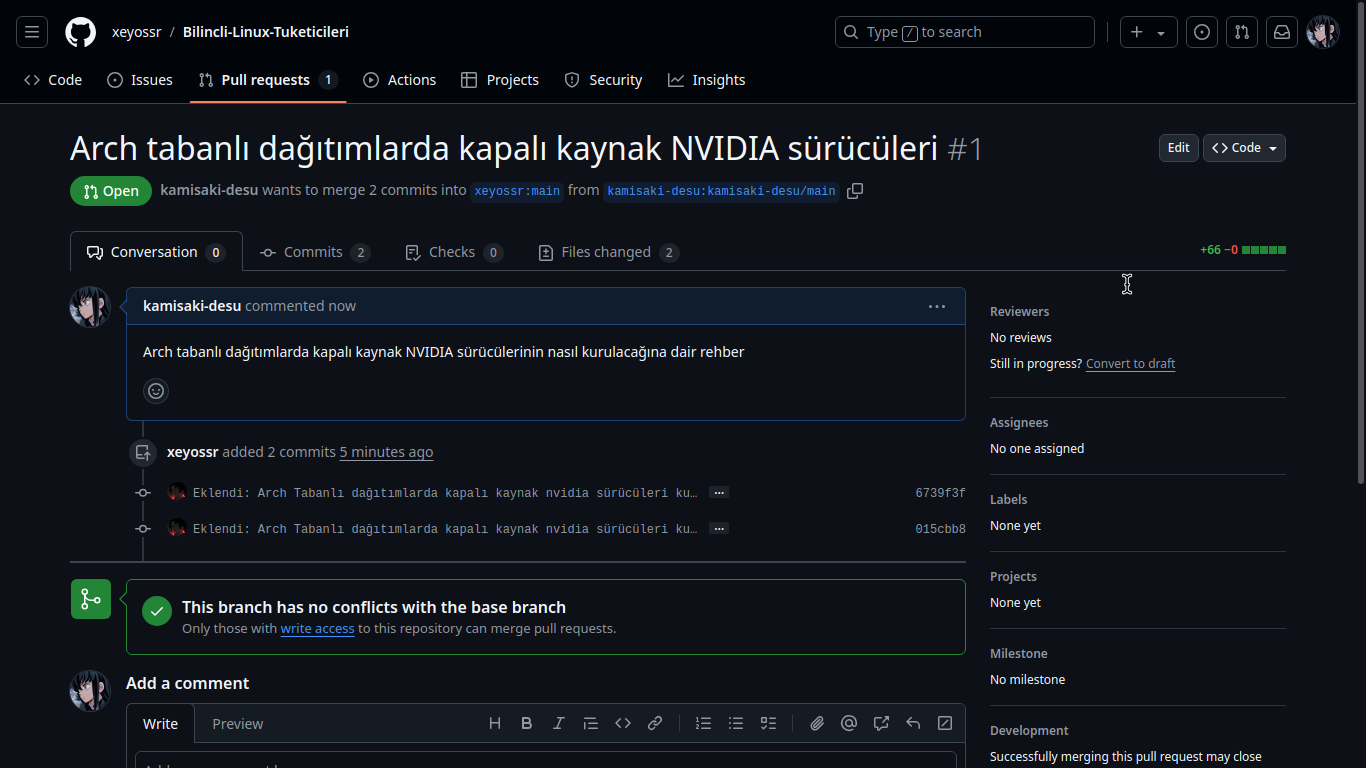 xeyossr / Bilincli-Linux-Tuketicileri
Type / to search
Code Issues Pull requests 1 Actions Projects Security Insights
Arch tabanlı dağıtımlarda kapalı kaynak NVIDIA sürücüleri #1
Edit
Code
Open kamisaki-desu wants to merge 2 commits into xeyossr:main from kamisaki-desu:kamisaki-desu/main
Conversation 0 Commits 2 Checks 0 Files changed 2
+66 −0
kamisaki-desu commented now
Arch tabanlı dağıtımlarda kapalı kaynak NVIDIA sürücülerinin nasıl kurulacağına dair rehber
xeyossr added 2 commits 5 minutes ago
Eklendi: Arch Tabanlı dağıtımlarda kapalı kaynak nvidia sürücüleri ku… 6739f3f
Eklendi: Arch Tabanlı dağıtımlarda kapalı kaynak nvidia sürücüleri ku… 015cbb8
This branch has no conflicts with the base branch
Only those with write access to this repository can merge pull requests.
Add a comment
Write Preview
Reviewers
No reviews
Still in progress? Convert to draft
Assignees
No one assigned
Labels
None yet
Projects
None yet
Milestone
No milestone
Development
Successfully merging this pull request may close